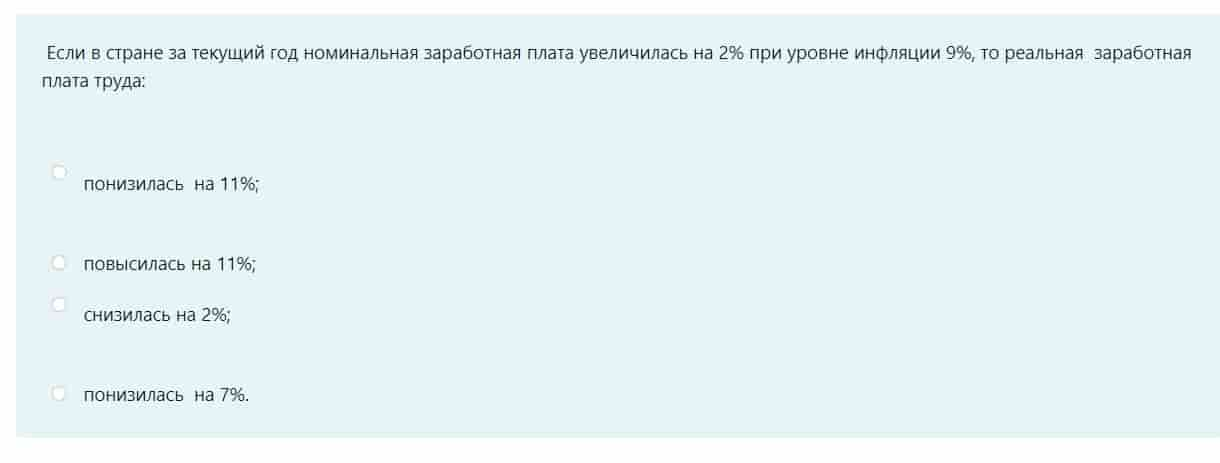 Если в стране за текущий год номинальная заработная плата увеличилась на 2% при уровне инфляции 9%, то реальная  заработная
плата труда:
понизилась  на 11%;
повысилась на 11%;
снизилась на 2%;
понизилась  на 7%.